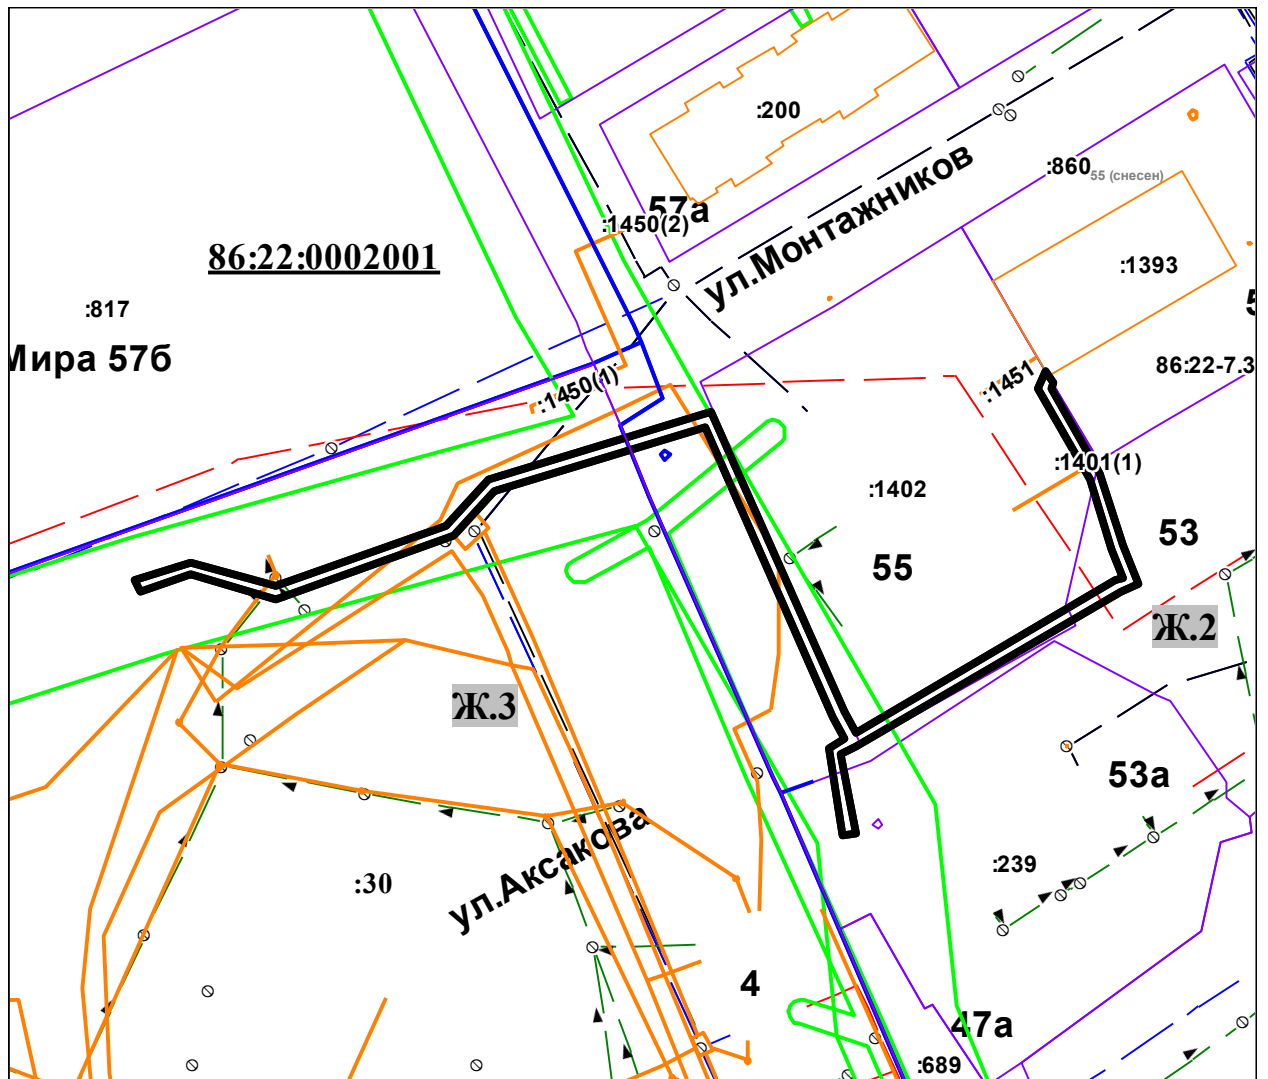 :200
:860
55 (снесен)
57а
:1450(2)
ул.Монтажников
86:22:0002001
:1393
:817
Мира 57б
86:22-7.3
:1451
:1450(1)
:1401(1)
:1402
53
55
Ж.2
Ж.3
53а
ул.Аксакова
:239
:30
4
47а
:689